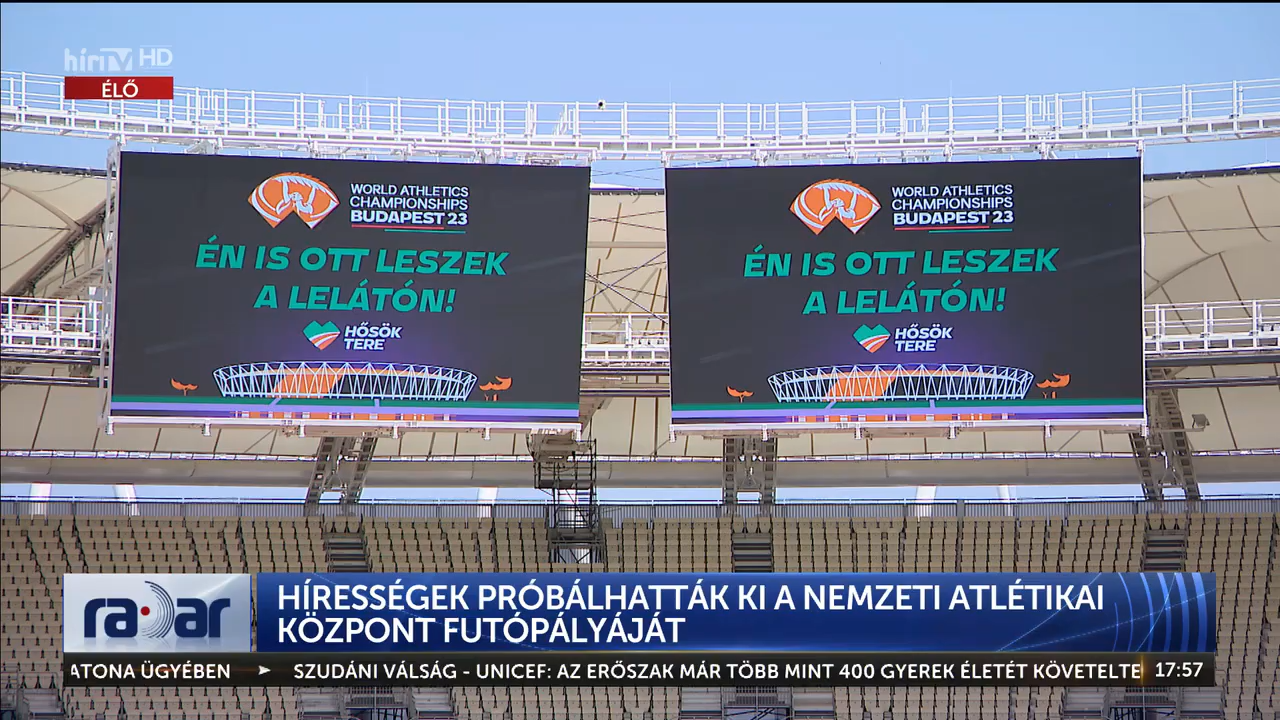 hírTV HD
ÉLŐ
WORLD ATHLETICS
CHAMPIONSHIPS
BUDAPEST 23
ÉN IS OTT LESZEK
A LELÁTÓN!
HŐSÖK
TERE
WORLD ATHLETICS
CHAMPIONSHIPS
BUDAPEST 23
ÉN IS OTT LESZEK
A LELÁTÓN!
HŐSÖK
TERE
radar
HÍRESSÉGEK PRÓBÁLHATTÁK KI A NEMZETI ATLÉTIKAI
KÖZPONT FUTÓPÁLYÁJÁT
ATONA ÜGYÉBEN ➤ SZUDÁNI VÁLSÁG - UNICEF: AZ ERŐSZAK MÁR TÖBB MINT 400 GYEREK ÉLETÉT KÖVETELTE 17:57